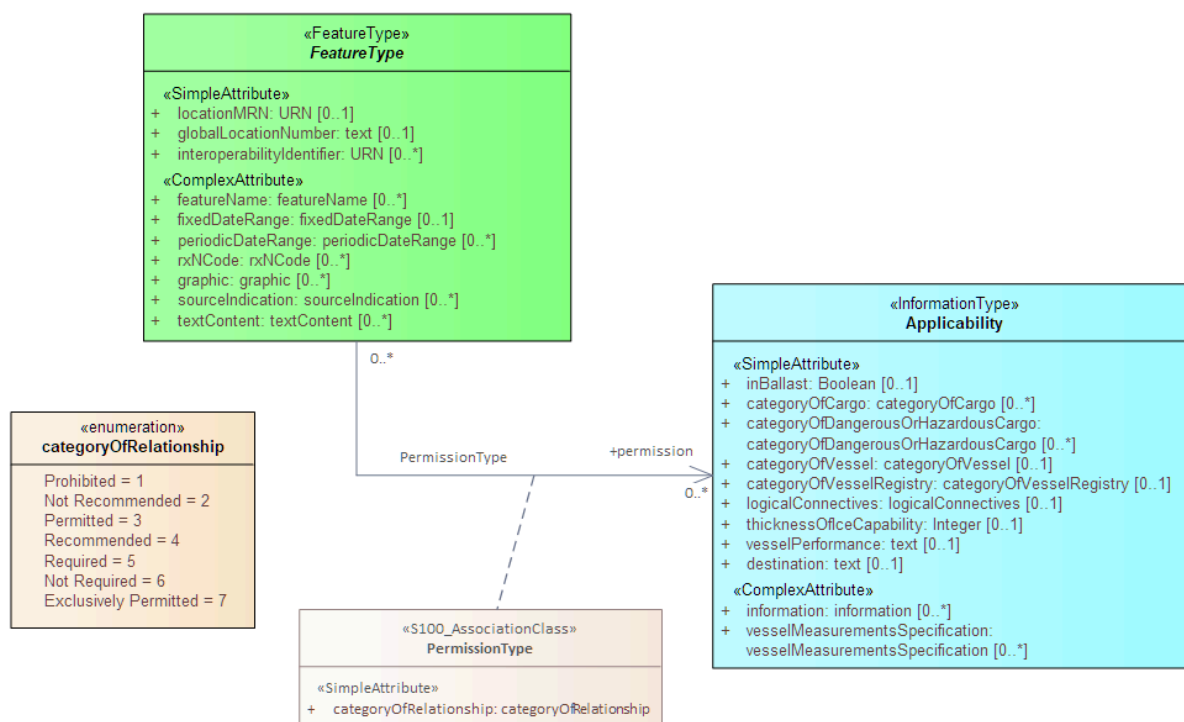 «FeatureType»
FeatureType
«SimpleAttribute»
+ locationMRN: URN [0..1]
+ globalLocationNumber: text [0..1]
+ interoperabilityIdentifier: URN [0..*]
«ComplexAttribute»
+ featureName: featureName [0..*]
+ fixedDateRange: fixedDateRange [0..1]
+ periodicDateRange: periodicDateRange [0..*]
+ rxNCode: rxNCode [0..*]
+ graphic: graphic [0..*]
+ sourceIndication: sourceIndication [0..*]
+ textContent: textContent [0..*]
0..*
PermissionType
+permission
0..*
«enumeration»
categoryOfRelationship
Prohibited = 1
Not Recommended = 2
Permitted = 3
Recommended = 4
Required = 5
Not Required = 6
Exclusively Permitted = 7
«InformationType»
Applicability
«SimpleAttribute»
+ inBallast: Boolean [0..1]
+ categoryOfCargo: categoryOfCargo [0..*]
+ categoryOfDangerousOrHazardousCargo:
categoryOfDangerousOrHazardousCargo [0..*]
+ categoryOfVessel: categoryOfVessel [0..1]
+ categoryOfVesselRegistry: categoryOfVesselRegistry [0..1]
+ logicalConnectives: logicalConnectives [0..1]
+ thicknessOfIceCapability: Integer [0..1]
+ vesselPerformance: text [0..1]
+ destination: text [0..1]
«ComplexAttribute»
+ information: information [0..*]
+ vesselMeasurementsSpecification:
vesselMeasurementsSpecification [0..*]
«S100_AssociationClass»
PermissionType
«SimpleAttribute»
+ categoryOfRelationship: categoryOfRelationship